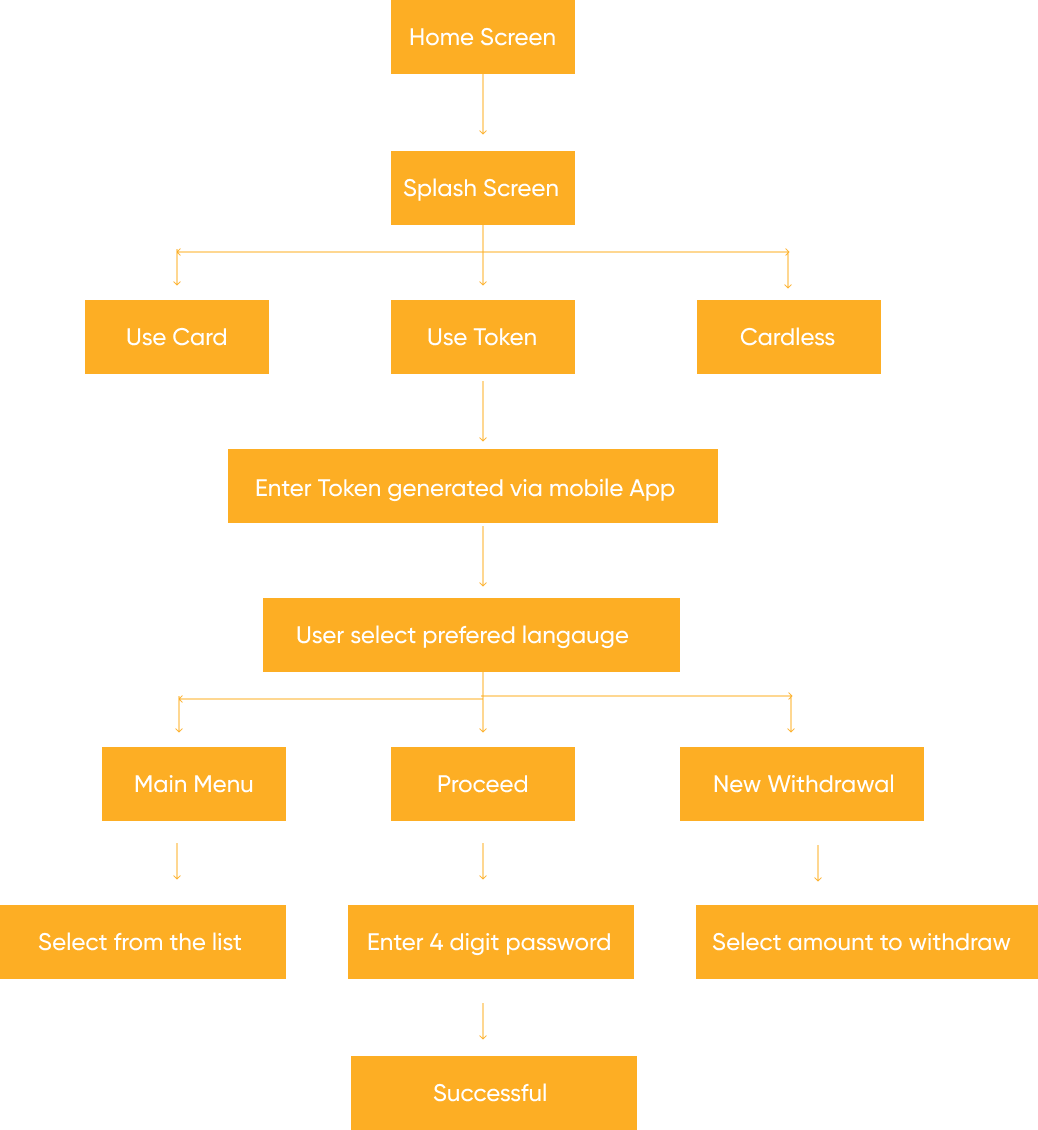 Home Screen
Splash Screen
Use Card
Use Token
Cardless
Enter Token generated via mobile App
User select prefered langauge
Main Menu
Proceed
New Withdrawal
Select from the list
Enter 4 digit password
Select amount to withdraw
Successful